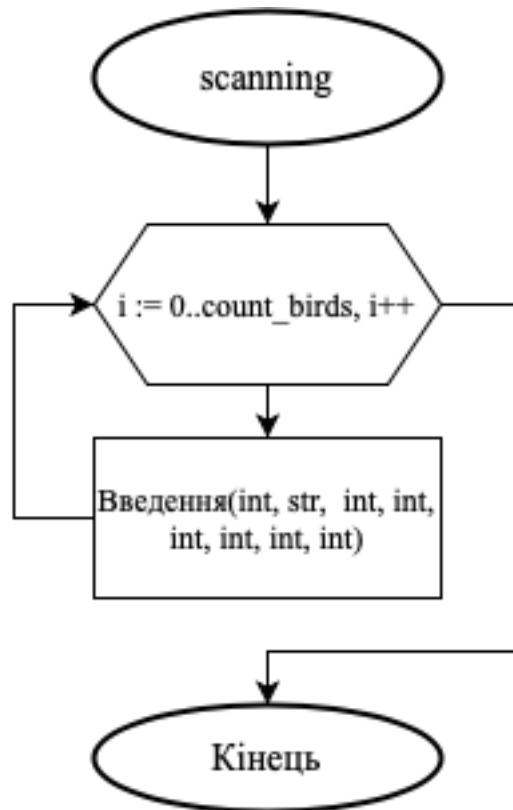 scanning
i := 0..count_birds, i++
Введення(int, str, int, int,
int, int, int, int)
Кінець